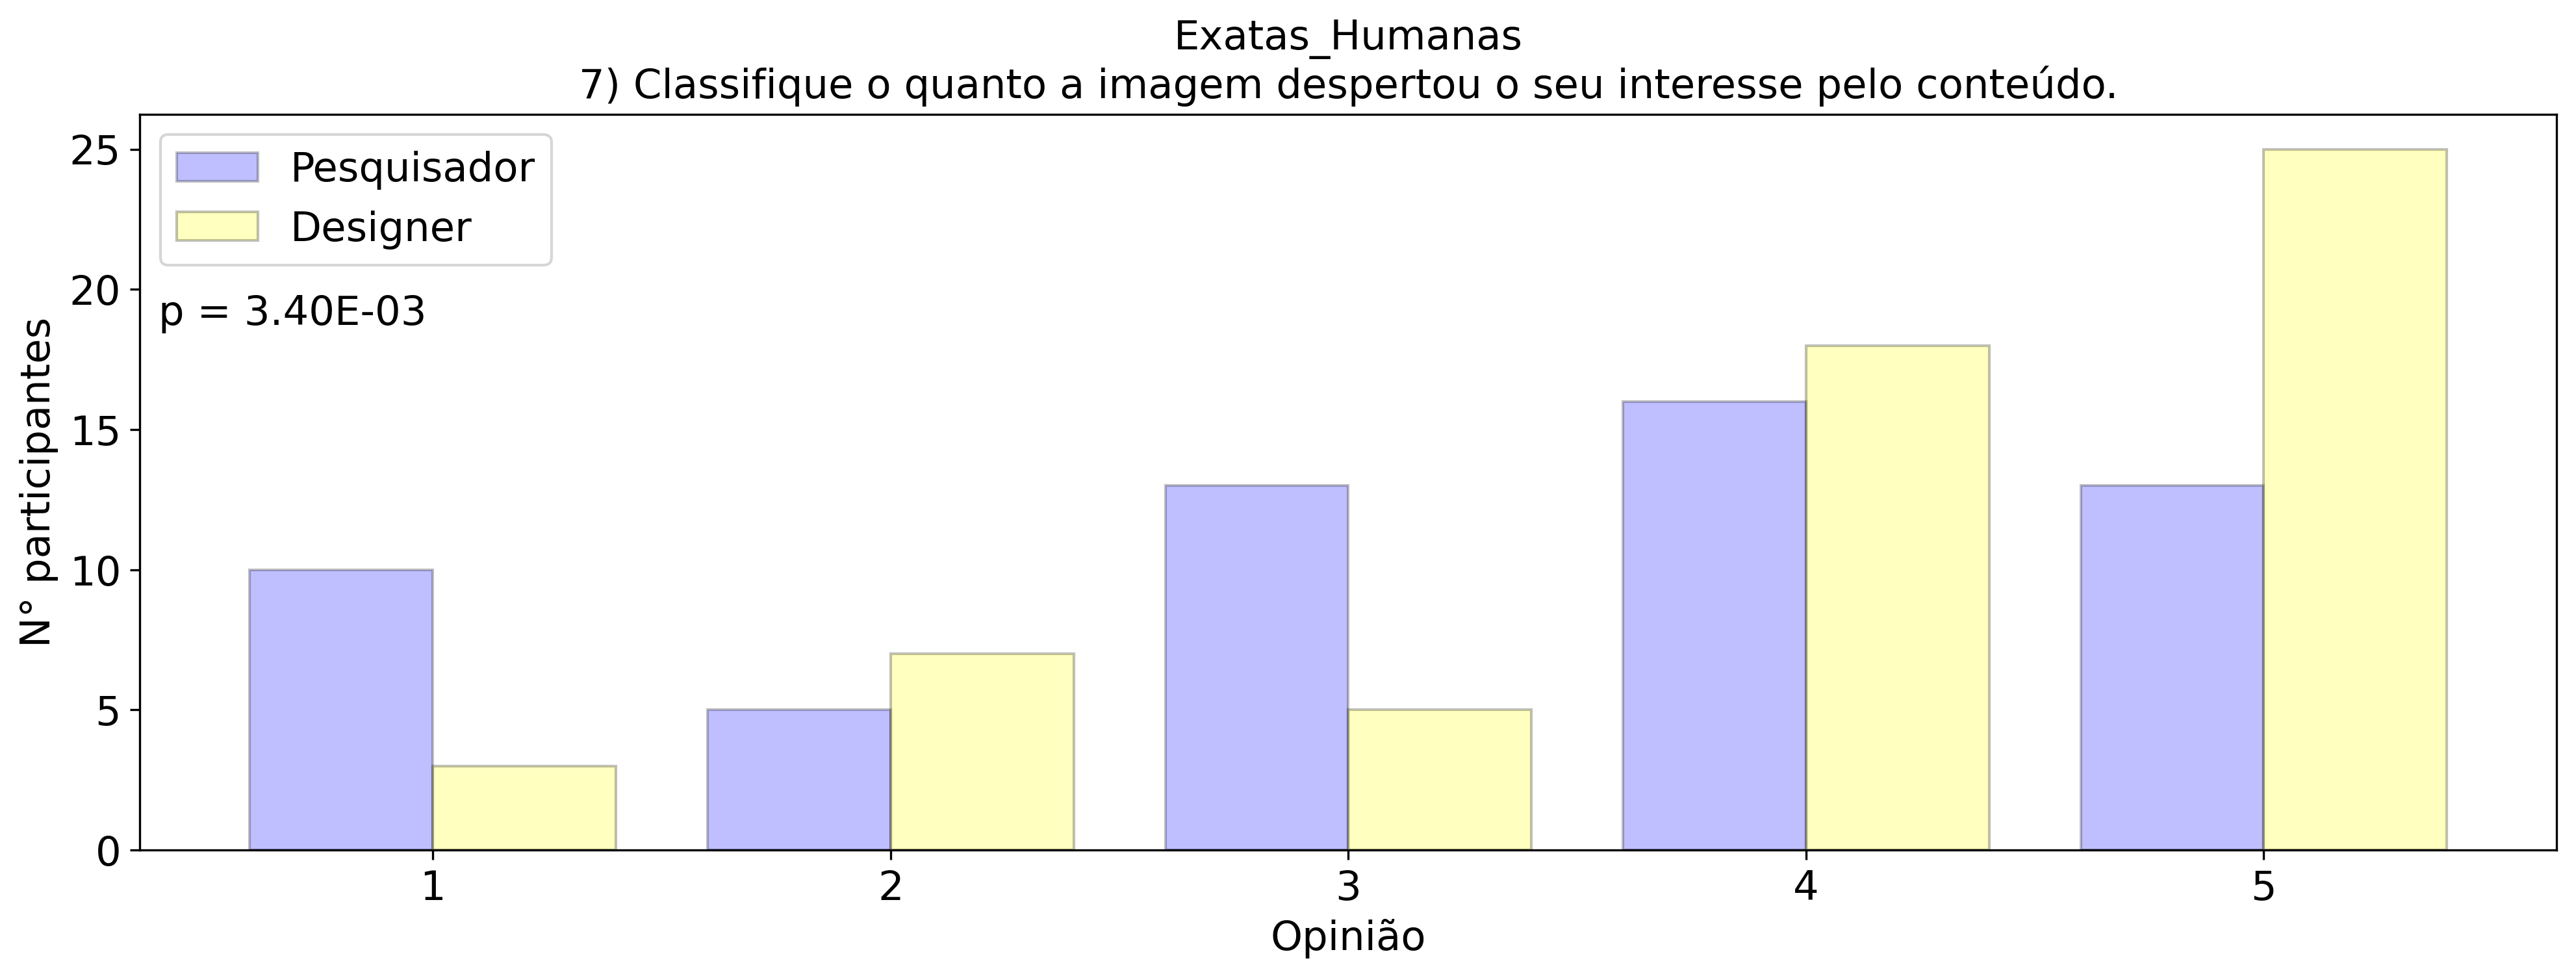 Exatas_Humanas
7) Classifique o quanto a imagem despertou o seu interesse pelo conteúdo.
Pesquisador
Designer
p = 3.40E-03
N° participantes
25
20
15
10
5
0
1 2 3 4 5
Opinião